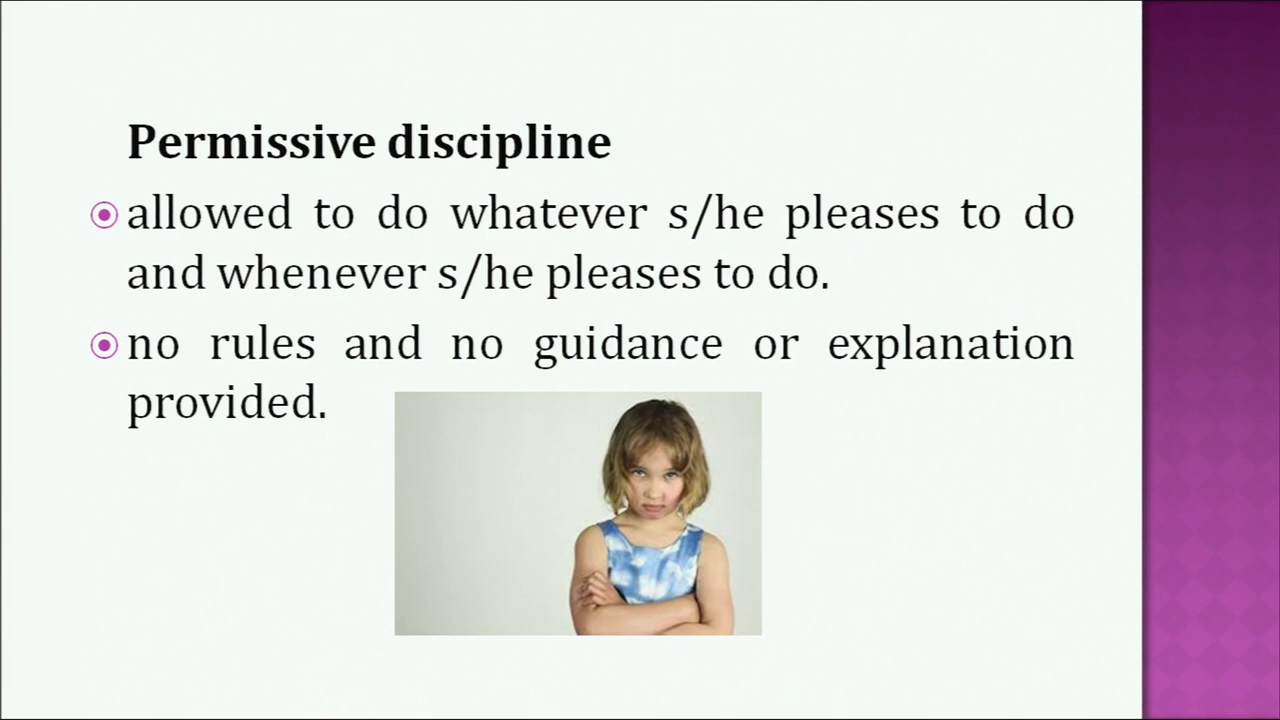 Permissive discipline
allowed to do whatever s/he pleases to do
and whenever s/he pleases to do.
no rules and no guidance or explanation
provided.